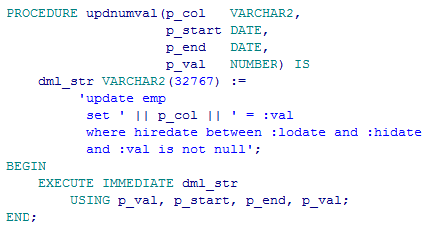 PROCEDURE updnumval(p_col   VARCHAR2,
                    p_start DATE,
                    p_end   DATE,
                    p_val   NUMBER) IS
    dml_str VARCHAR2(32767) :=
         'update emp
          set ' || p_col || ' = :val
          where hiredate between :lodate and :hidate
          and :val is not null';
BEGIN
    EXECUTE IMMEDIATE dml_str
        USING p_val, p_start, p_end, p_val;
END;